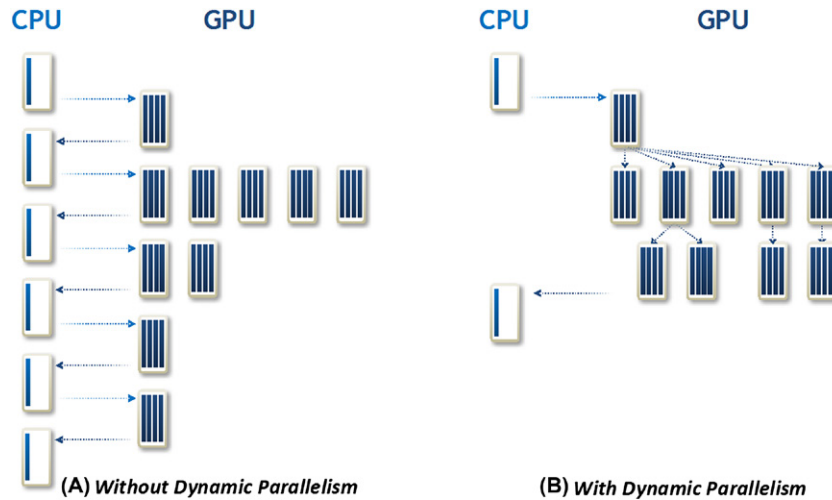 CPU GPU CPU GPU
(A) Without Dynamic Parallelism (B) With Dynamic Parallelism